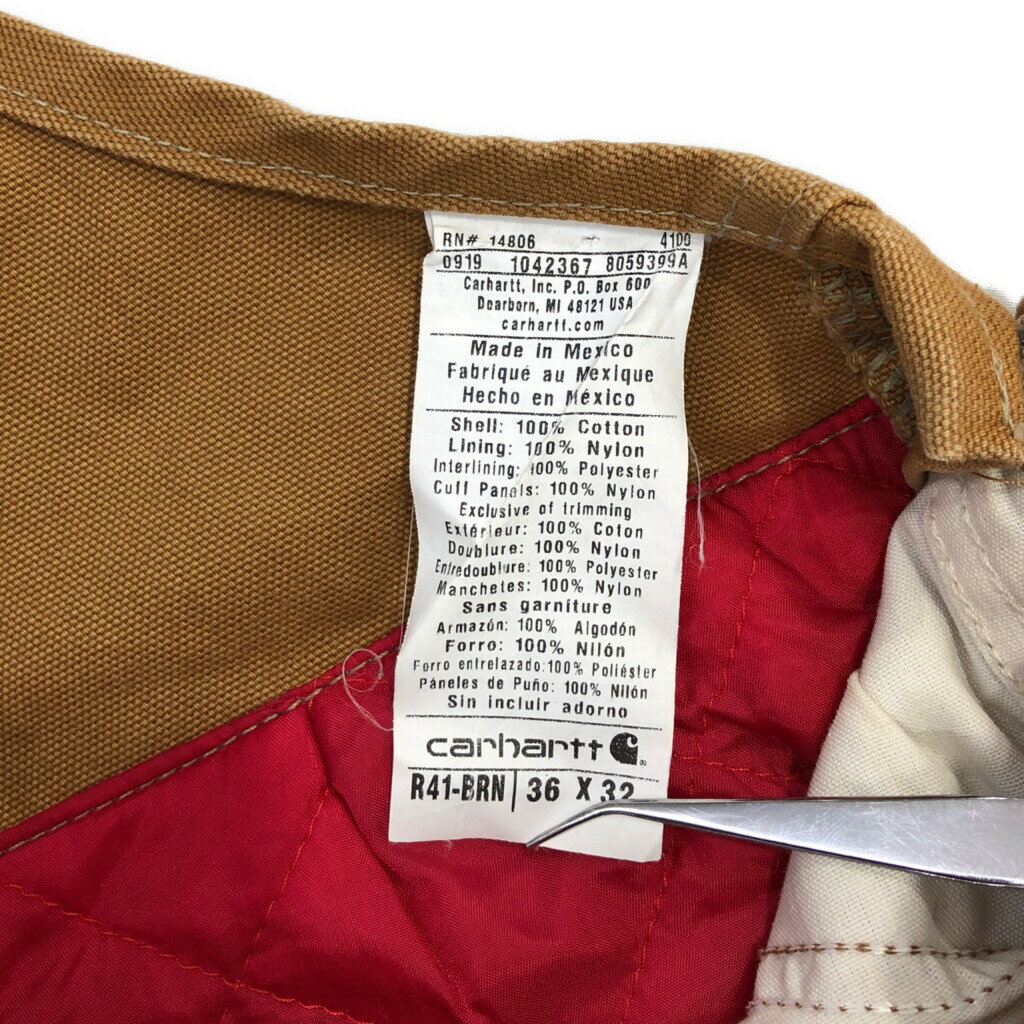 RN# 14806 4100
0919 1042367 8059399A
Carhartt, Inc. P.O. Box 600
Dearborn, MI 48121 USA
carhartt.com
Made in Mexico
Fabriqué au Mexique
Hecho en México
Shell: 100% Cotton
Lining: 100% Nylon
Interlining: 100% Polyester
Cuff Panels: 100% Nylon
Exclusive of trimming
Extérieur: 100% Coton
Doublure: 100% Nylon
Entredoublure: 100% Polyester
Manchetes: 100% Nylon
Sans garniture
Armazón: 100% Algodón
Forro: 100% Nilón
Forro entrelazado: 100% Poliéster
Páneles de Puño: 100% Nilón
Sin incluir adorno
carhartt
R41-BRN 36 X 32